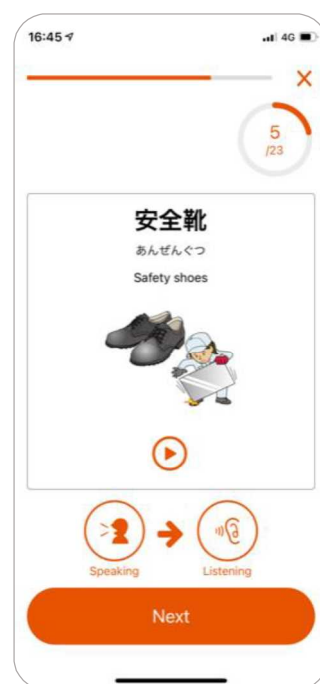 16:45
4G
5
/23
安全靴
あんぜんぐつ
Safety shoes
Speaking
Listening
Next